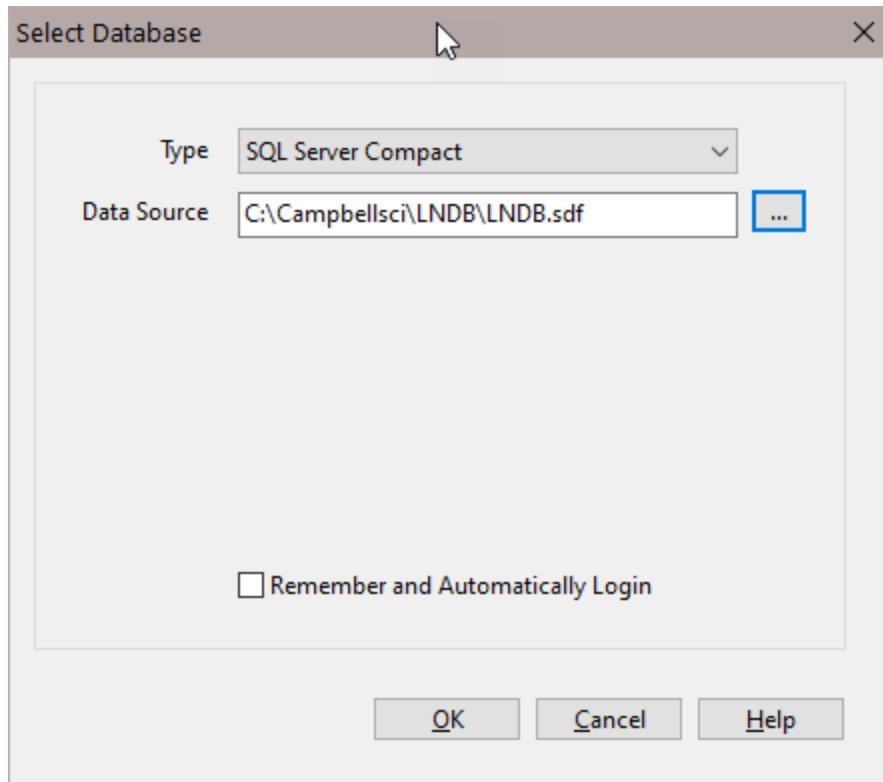 Select Database
Type SQL Server Compact
Data Source C:\Campbellsci\LNDB\LNDB.sdf ...
Remember and Automatically Login
OK Cancel Help